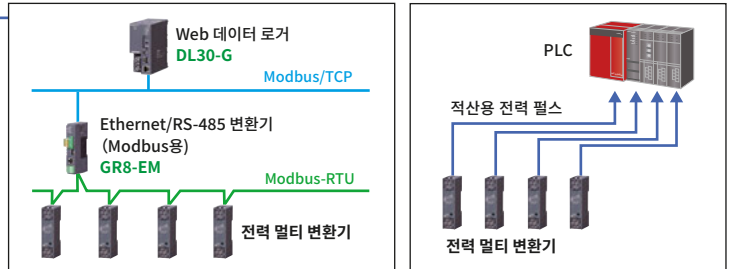 Web 데이터 로거
DL30-G
Modbus/TCP
Ethernet/RS-485 변환기
(Modbus용)
GR8-EM
Modbus-RTU
전력 멀티 변환기
PLC
적산용 전력 펄스
전력 멀티 변환기